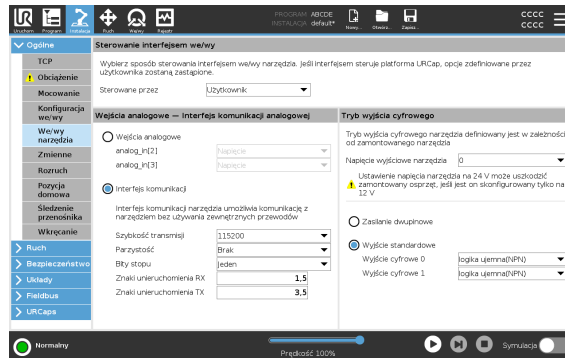 PROGRAM ABCDE
INSTALACJA default*
Uruchom Program Instalacja Ruch We/wy Rejestr Nowy... Otwórz... Zapisz...
CCCC
CCCC
Ogólne
TCP
Obciążenie
Mocowanie
Konfiguracja we/wy
We/wy narzędzia
Zmienne
Rozruch
Pozycja domowa
Śledzenie przenośnika
Wkręcanie
Ruch
Bezpieczeństwo
Układy
Fieldbus
URCaps
Sterowanie interfejsem we/wy
Wybierz sposób sterowania interfejsem we/wy narzędzia. Jeśli interfejsem steruje platforma URCap, opcje zdefiniowane przez
użytkownika zostaną zastąpione.
Sterowane przez Użytkownik
Wejścia analogowe — Interfejs komunikacji analogowej
Wejścia analogowe
analog_in[2] Napięcie
analog_in[3] Napięcie
Interfejs komunikacji
Interfejs komunikacji narzędzia umożliwia komunikację z
narzędziem bez używania zewnętrznych przewodów
Szybkość transmisji 115200
Parzystość Brak
Bity stopu Jeden
Znaki unieruchomienia RX 1,5
Znaki unieruchomienia TX 3,5
Tryb wyjścia cyfrowego
Tryb wyjścia cyfrowego narzędzia definiowany jest w zależności
od zamontowanego narzędzia
Napięcie wyjściowe narzędzia 0
Ustawienie napięcia narzędzia na 24 V może uszkodzić
zamontowany osprzęt, jeśli jest on skonfigurowany tylko na
12 V
Zasilanie dwupinowe
Wyjście standardowe
Wyjście cyfrowe 0 logika ujemna(NPN)
Wyjście cyfrowe 1 logika ujemna(NPN)
Normalny
Prędkość 100%
Symulacja